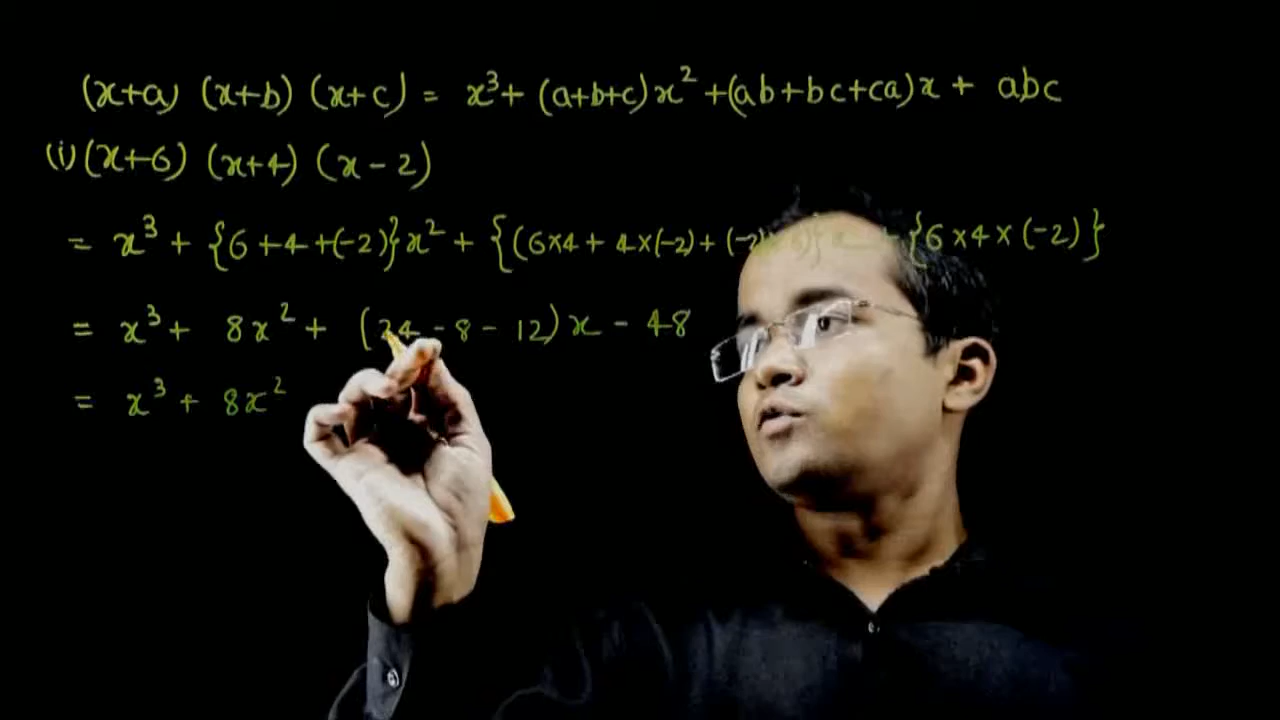 (x+a) (x+b) (x+c) = x³ + (a+b+c)x² + (ab+bc+ca)x + abc
(i) (x+6) (x+4) (x-2)
= x³ + {6+4+(-2)}x² + {(6×4 + 4×(-2) + (-2) {6×4×(-2)}
= x³ + 8x² + (24-8-12)x - 48
= x³ + 8x²